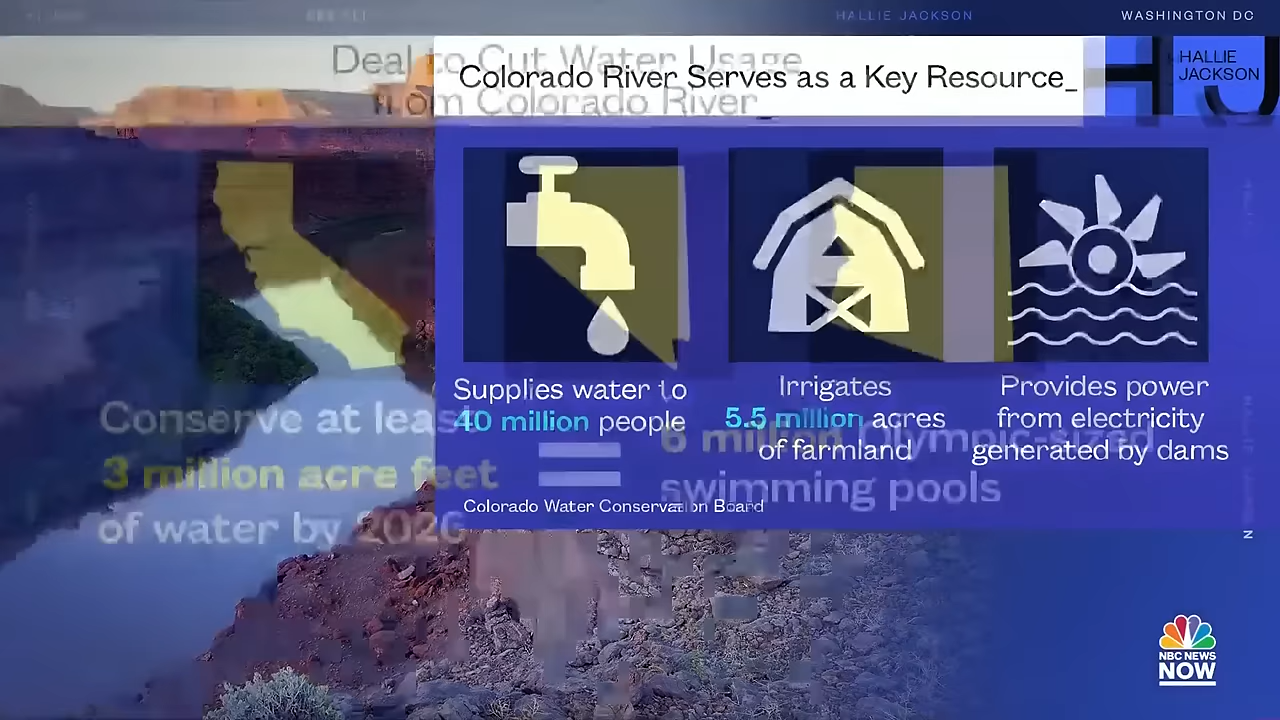 HALLIE JACKSON
WASHINGTON DC
Deal to Cut Water Usage
from Colorado River
Colorado River Serves as a Key Resource_
HJ
HALLIE
JACKSON
Supplies water to
40 million people
Irrigates
5.5 million acres
of farmland
Provides power
from electricity
generated by dams
Colorado Water Conservation Board
Conserve at least
3 million acre feet
of water by 2026
=
6 million Olympic-sized
swimming pools
NBC NEWS
NOW